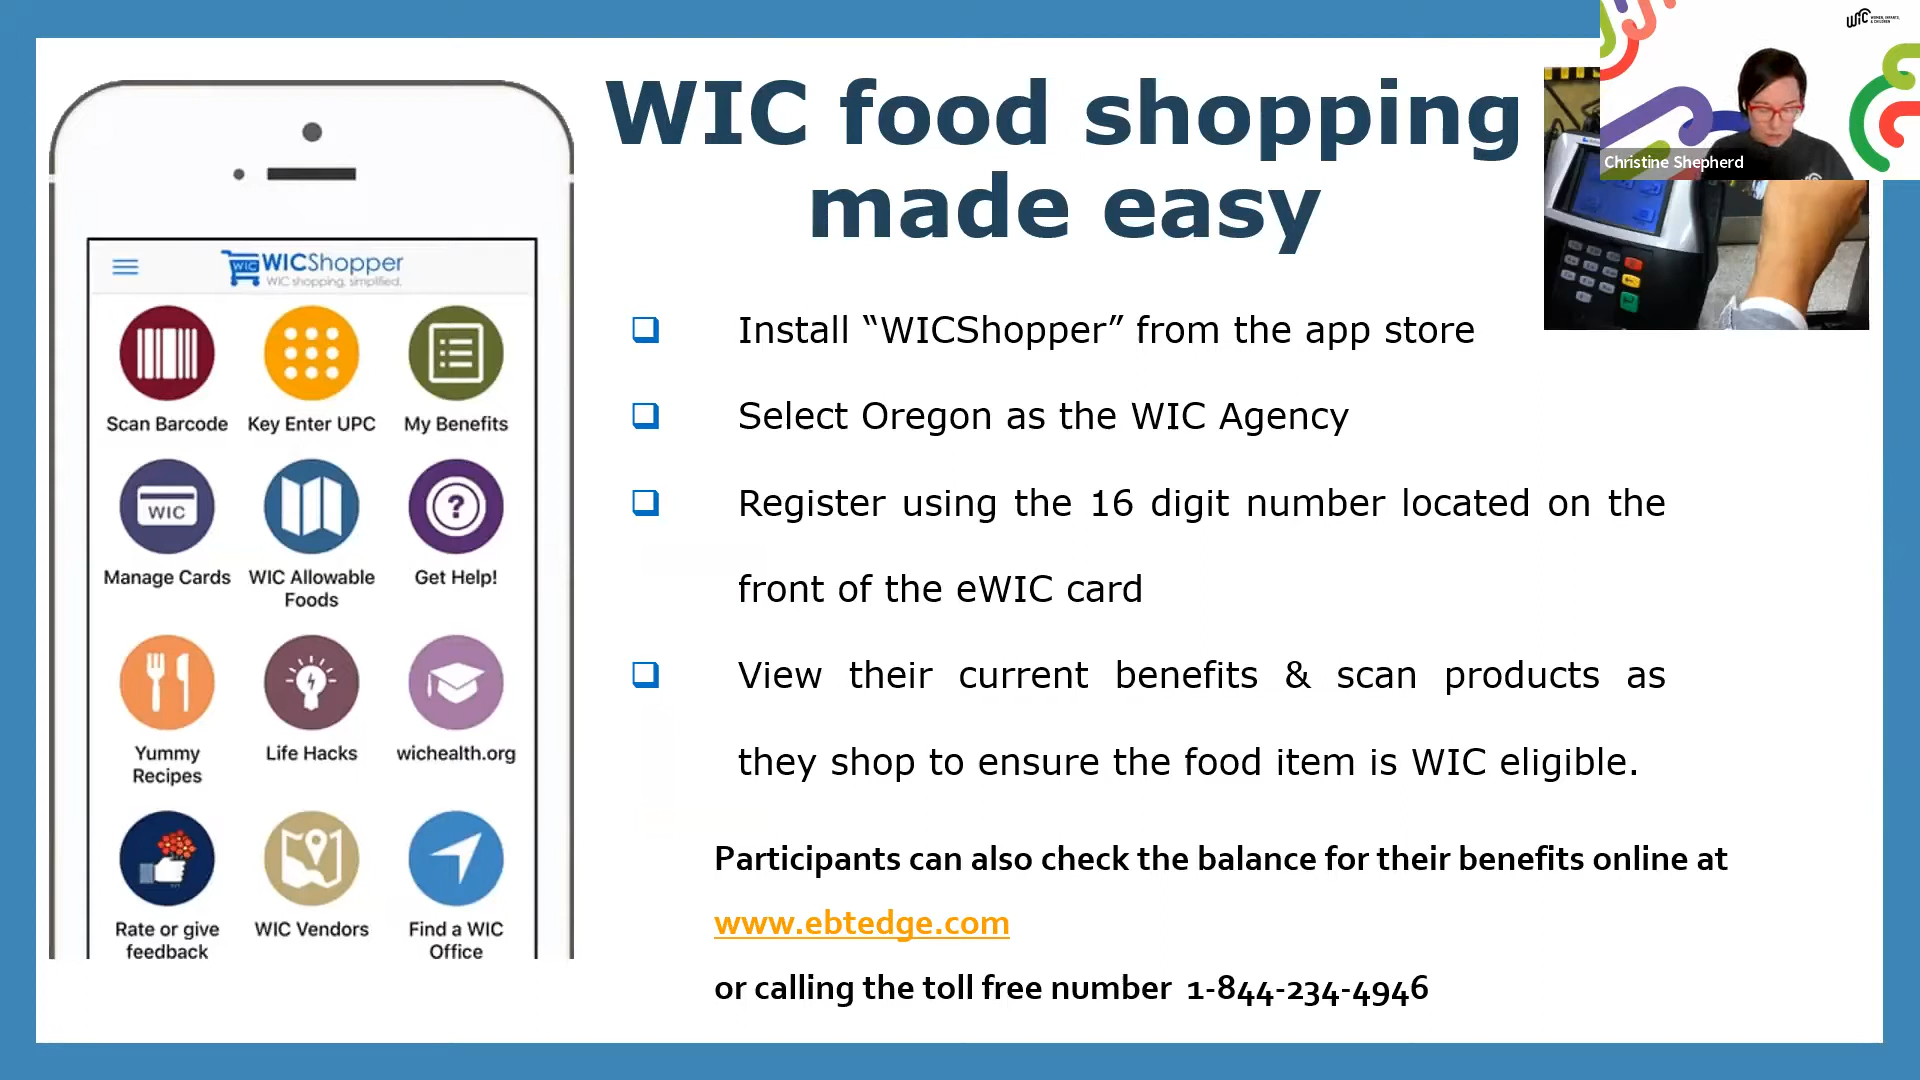 WIC food shopping
made easy
WIC WICShopper
WIC shopping, simplified.
Scan Barcode
Key Enter UPC
My Benefits
WIC
?
Manage Cards
WIC Allowable
Foods
Get Help!
Yummy
Recipes
Life Hacks
wichealth.org
Rate or give
feedback
WIC Vendors
Find a WIC
Office
Install “WICShopper” from the app store
Select Oregon as the WIC Agency
Register using the 16 digit number located on the
front of the eWIC card
View their current benefits & scan products as
they shop to ensure the food item is WIC eligible.
Participants can also check the balance for their benefits online at
www.ebtedge.com
or calling the toll free number 1-844-234-4946
wic
Christine Shepherd